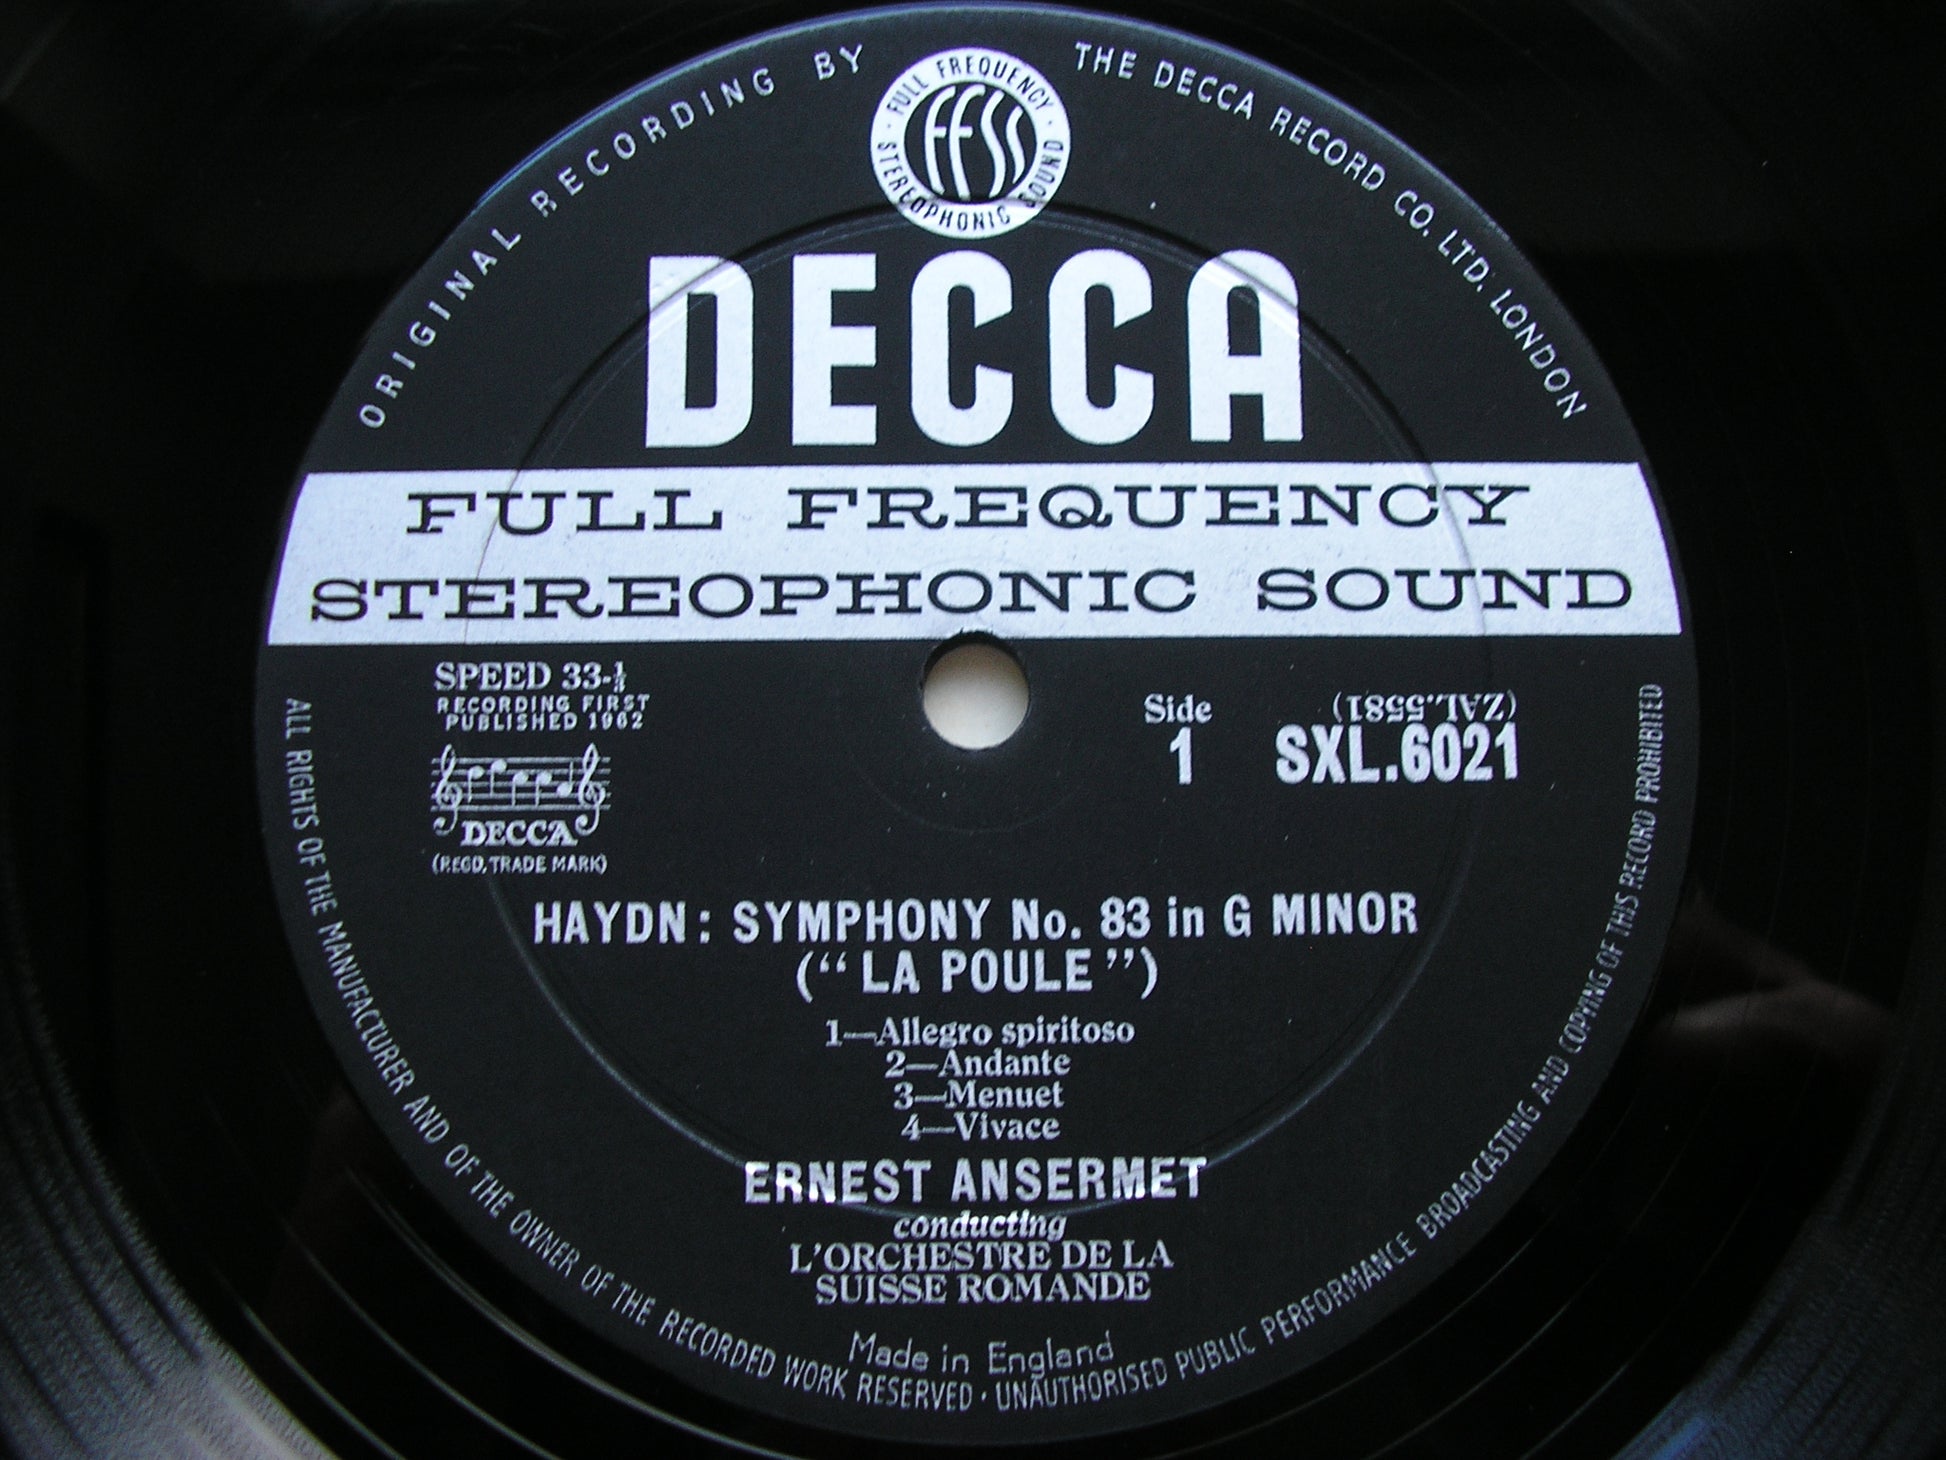 ORIGINAL RECORDING BY THE DECCA RECORD CO. LTD. LONDON
· FULL FREQUENCY · STEREOPHONIC SOUND
FFSS
DECCA
FULL FREQUENCY
STEREOPHONIC SOUND
SPEED 33-⅓
RECORDING FIRST
PUBLISHED 1962
DECCA
(REGD. TRADE MARK)
Side
1
(ZAL.5581)
SXL.6021
HAYDN: SYMPHONY No. 83 in G MINOR
(“LA POULE”)
1—Allegro spiritoso
2—Andante
3—Menuet
4—Vivace
ERNEST ANSERMET
conducting
L'ORCHESTRE DE LA
SUISSE ROMANDE
Made in England
ALL RIGHTS OF THE MANUFACTURER AND OF THE OWNER OF THE RECORDED WORK RESERVED · UNAUTHORISED PUBLIC PERFORMANCE BROADCASTING AND COPYING OF THIS RECORD PROHIBITED